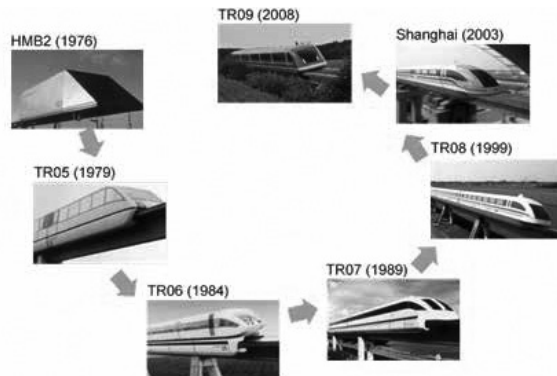 HMB2 (1976)
TR09 (2008)
Shanghai (2003)
TR05 (1979)
TR08 (1999)
TR06 (1984)
TR07 (1989)